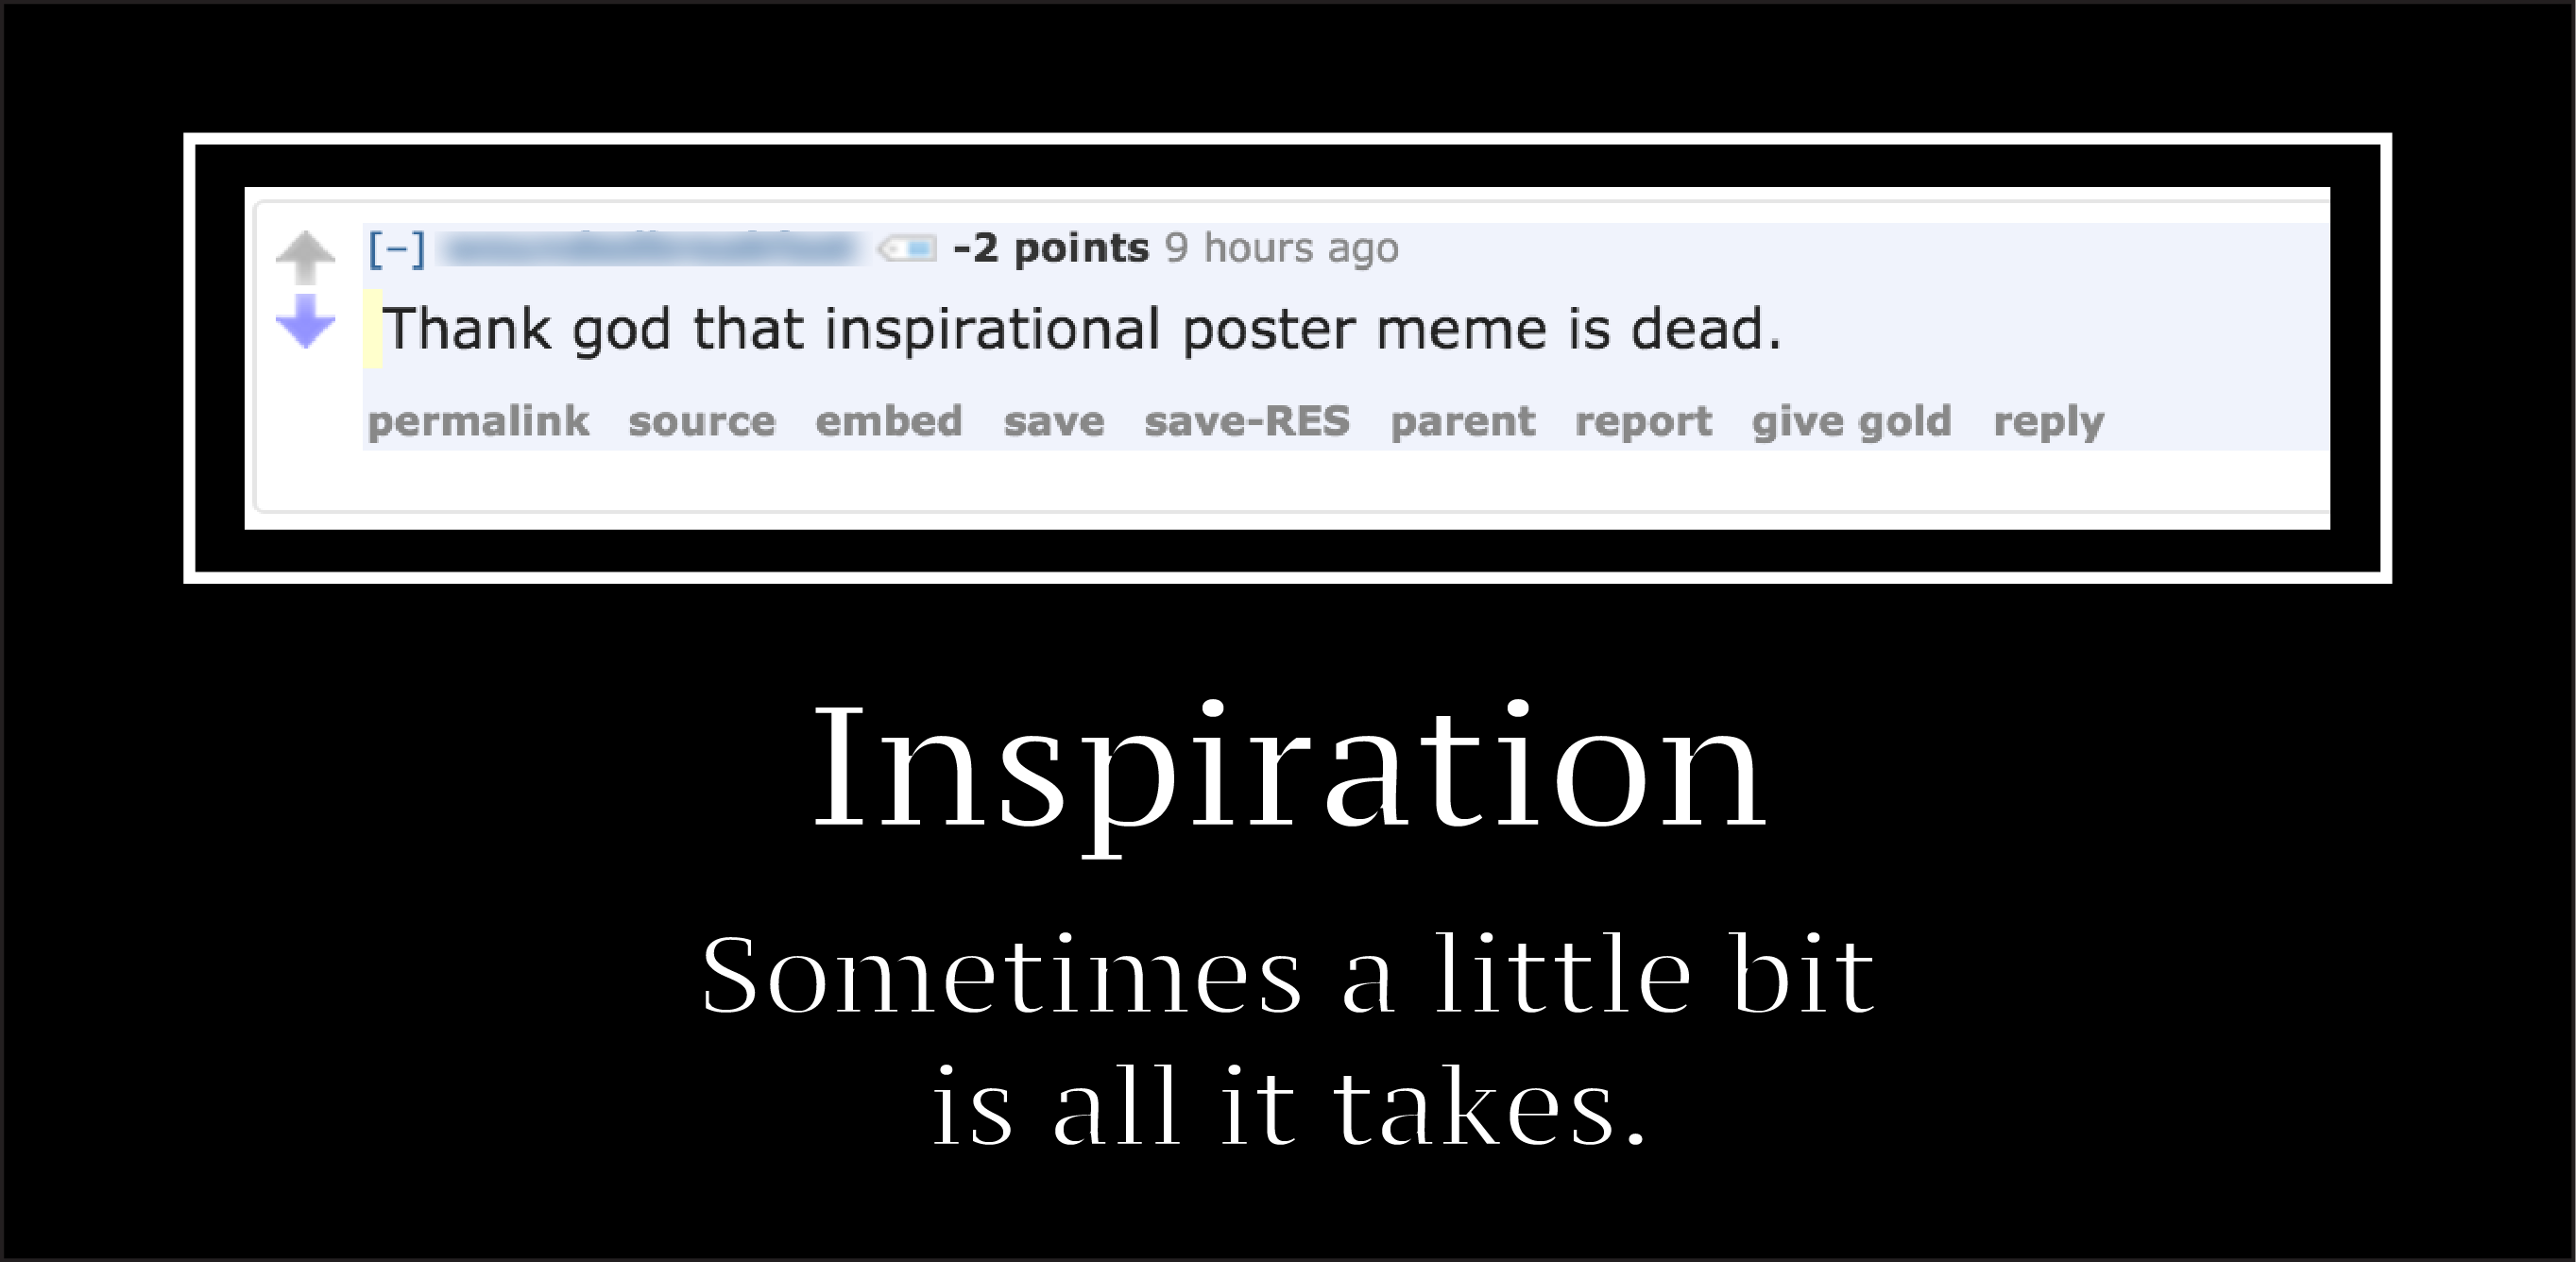 [−] -2 points 9 hours ago
Thank god that inspirational poster meme is dead.
permalink source embed save save-RES parent report give gold reply
Inspiration
Sometimes a little bit
is all it takes.